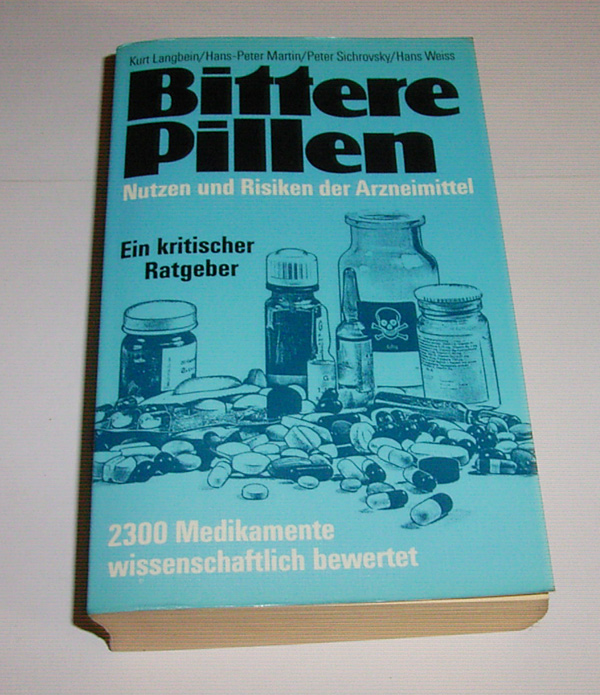 Kurt Langbein/Hans-Peter Martin/Peter Sichrovsky/Hans Weiss
Bittere
Pillen
Nutzen und Risiken der Arzneimittel
Ein kritischer
Ratgeber
2300 Medikamente
wissenschaftlich bewertet